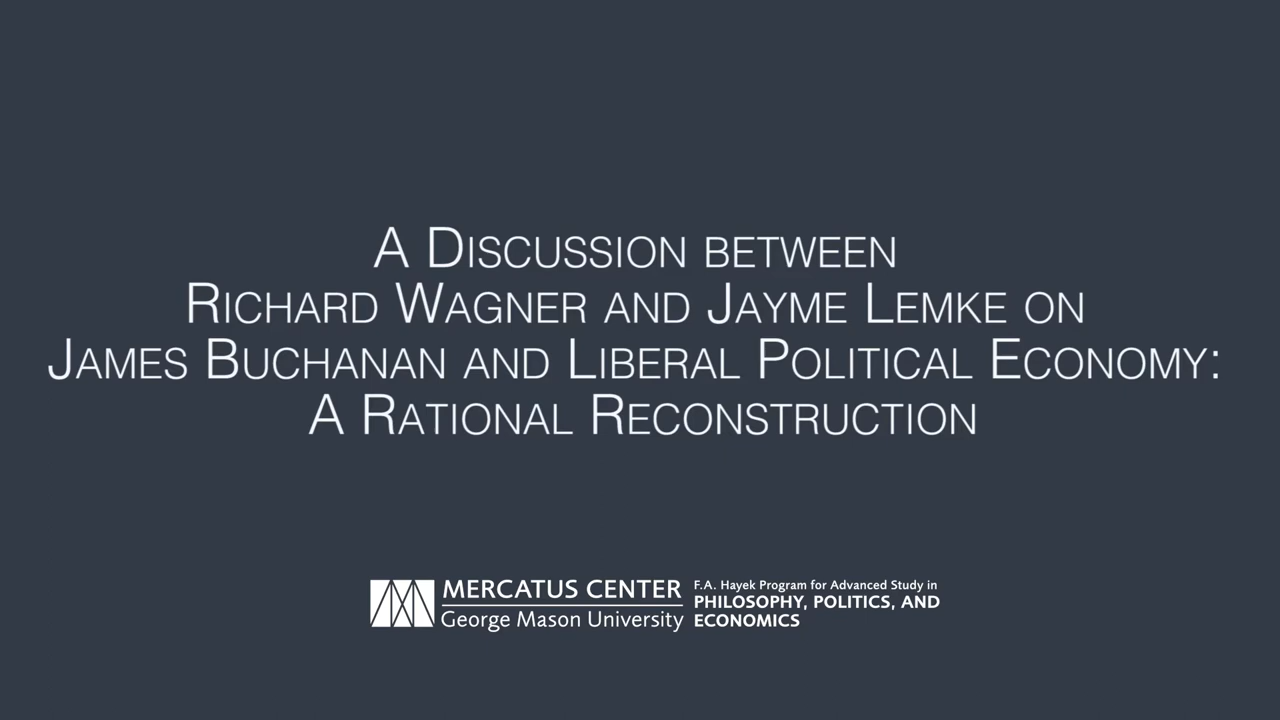 A Discussion between
Richard Wagner and Jayme Lemke on
James Buchanan and Liberal Political Economy:
A Rational Reconstruction
MERCATUS CENTER
George Mason University
F.A. Hayek Program for Advanced Study in
PHILOSOPHY, POLITICS, AND
ECONOMICS